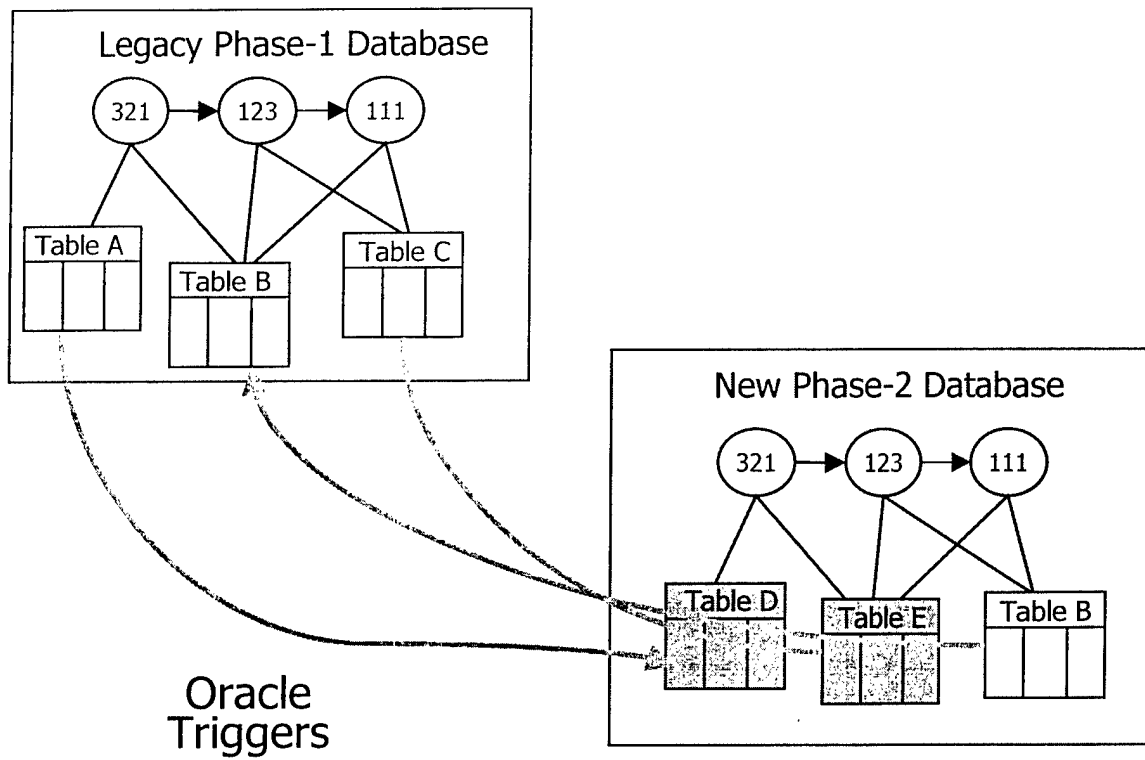 Legacy Phase-1 Database
321
123
111
Table A
Table B
Table C
New Phase-2 Database
321
123
111
Table D
Table E
Table B
Oracle
Triggers